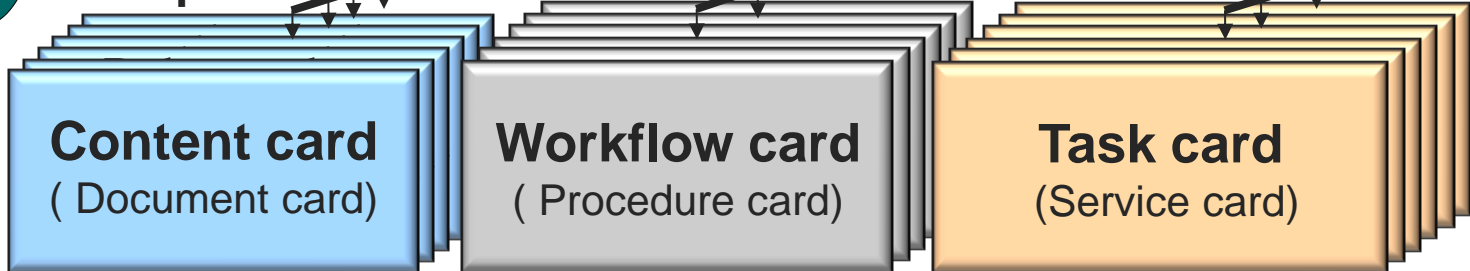 Content card
( Document card)
Workflow card
( Procedure card)
Task card
(Service card)